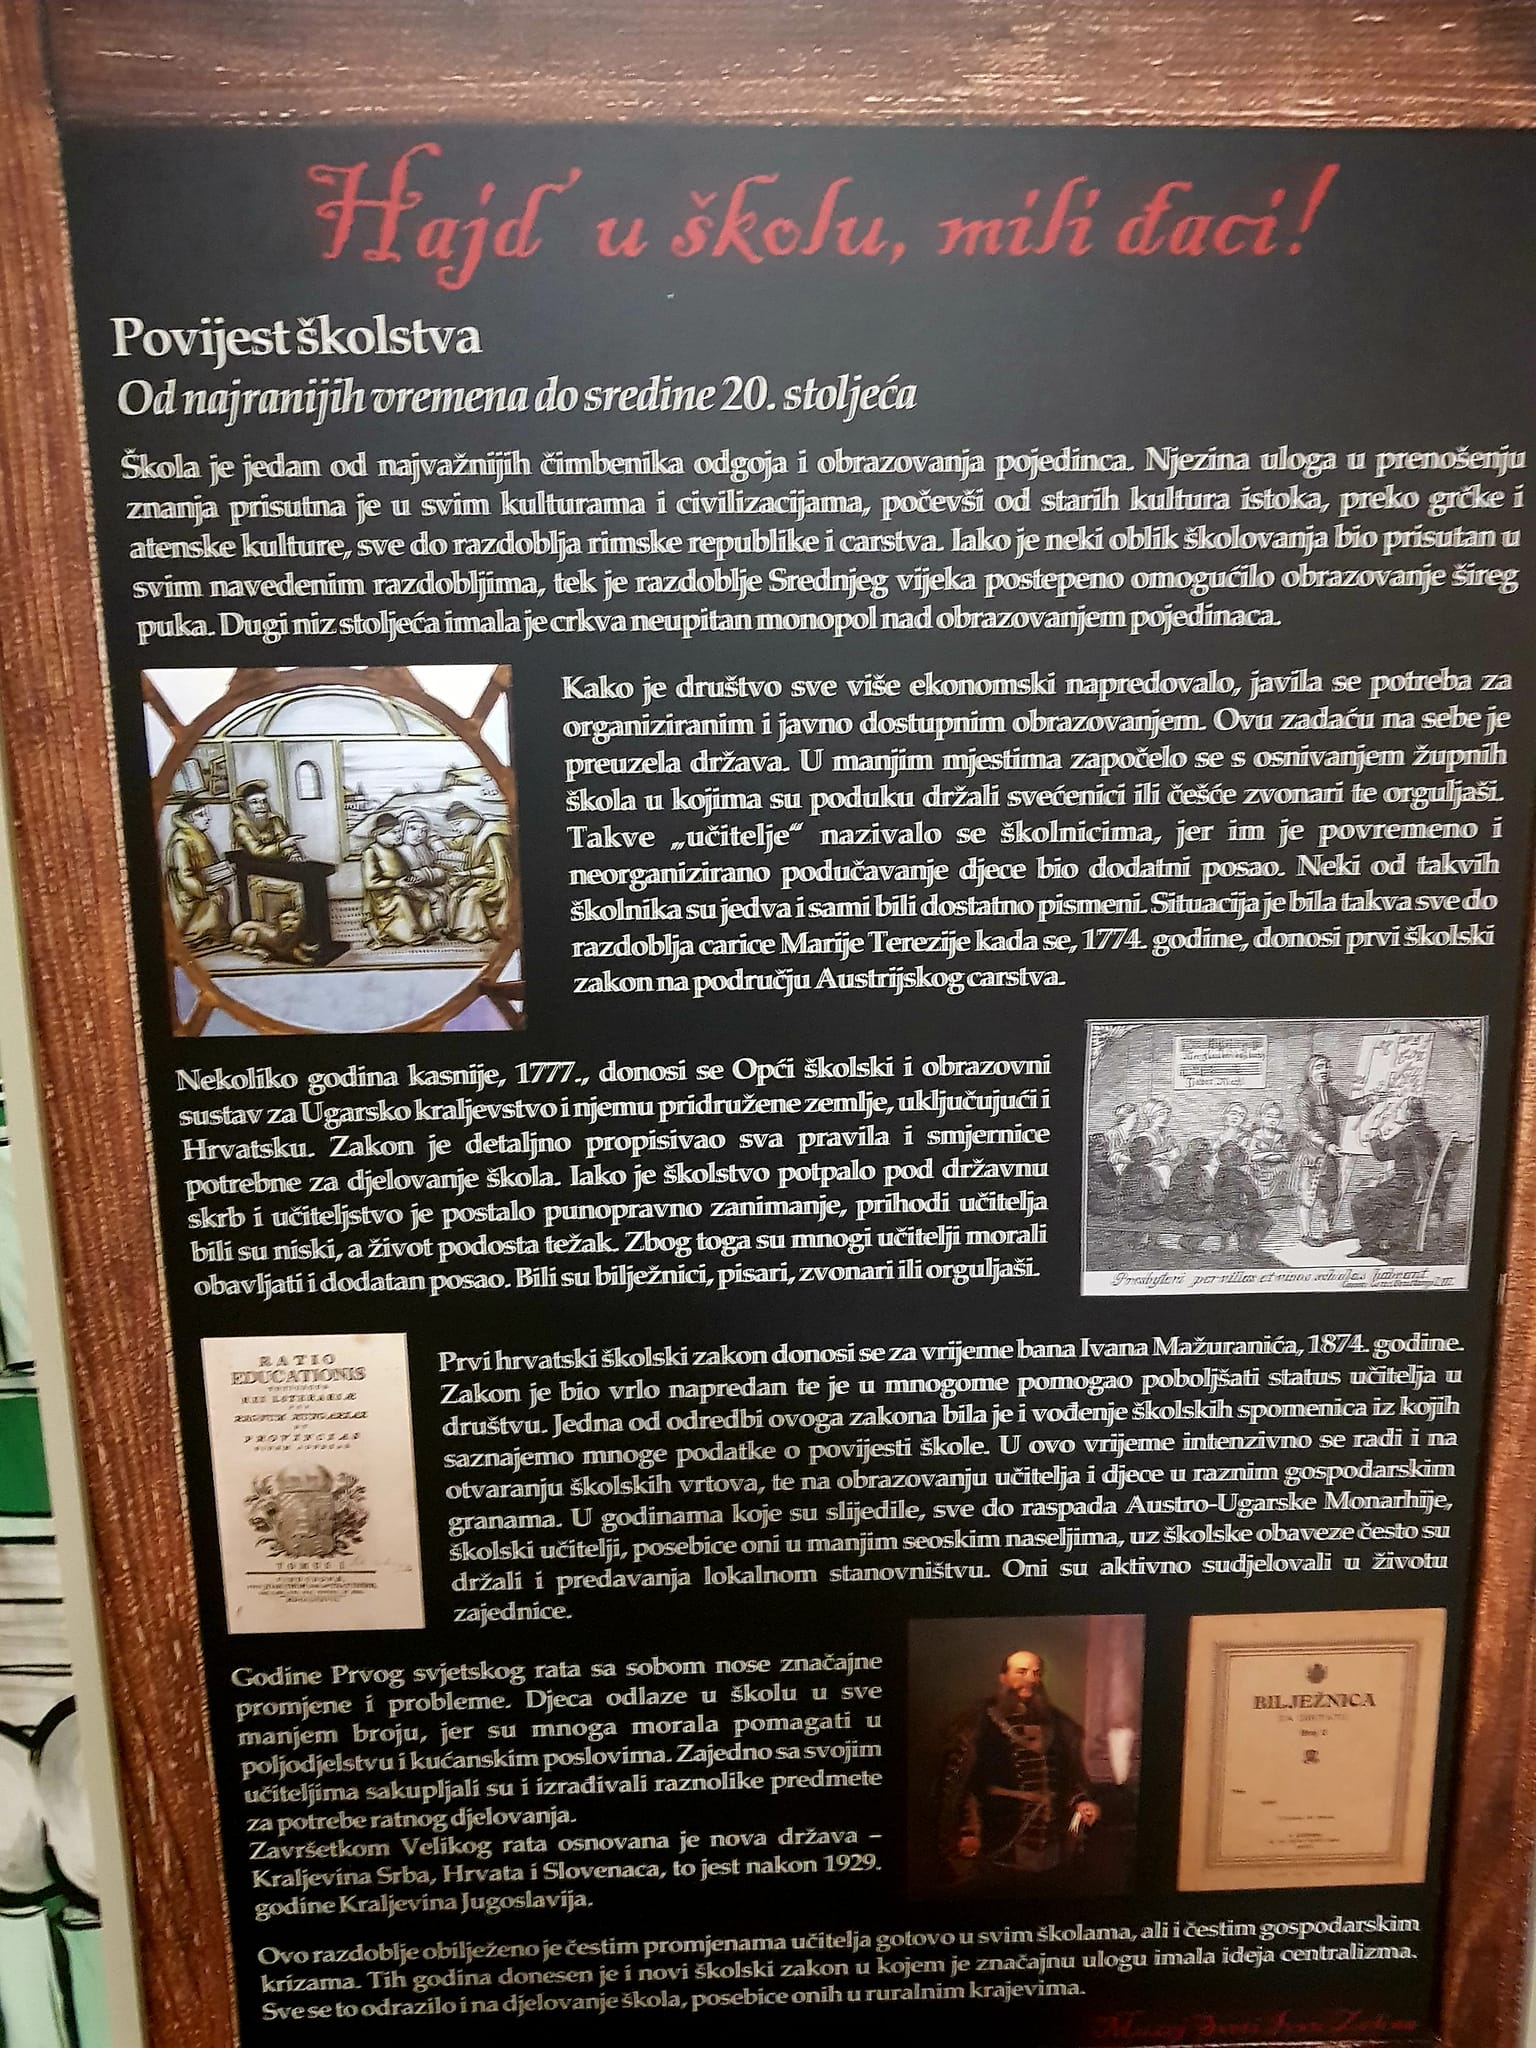 Hajd' u školu, mili đaci!
Povijest školstva
Od najranijih vremena do sredine 20. stoljeća
Škola je jedan od najvažnijih čimbenika odgoja i obrazovanja pojedinca. Njezina uloga u prenošenju
znanja prisutna je u svim kulturama i civilizacijama, počevši od starih kultura istoka, preko grčke i
atenske kulture, sve do razdoblja rimske republike i carstva. Iako je neki oblik školovanja bio prisutan u
svim navedenim razdobljima, tek je razdoblje Srednjeg vijeka postepeno omogućilo obrazovanje šireg
puka. Dugi niz stoljeća imala je crkva neupitan monopol nad obrazovanjem pojedinaca.
Kako je društvo sve više ekonomski napredovalo, javila se potreba za
organiziranim i javno dostupnim obrazovanjem. Ovu zadaću na sebe je
preuzela država. U manjim mjestima započelo se s osnivanjem župnih
škola u kojima su poduku držali svećenici ili češće zvonari te orguljaši.
Takve „učitelje“ nazivalo se školnicima, jer im je povremeno i
neorganizirano podučavanje djece bio dodatni posao. Neki od takvih
školnika su jedva i sami bili dostatno pismeni. Situacija je bila takva sve do
razdoblja carice Marije Terezije kada se, 1774. godine, donosi prvi školski
zakon na području Austrijskog carstva.
Nekoliko godina kasnije, 1777., donosi se Opći školski i obrazovni
sustav za Ugarsko kraljevstvo i njemu pridružene zemlje, uključujući i
Hrvatsku. Zakon je detaljno propisivao sva pravila i smjernice
potrebne za djelovanje škola. Iako je školstvo potpalo pod državnu
skrb i učiteljstvo je postalo punopravno zanimanje, prihodi učitelja
bili su niski, a život podosta težak. Zbog toga su mnogi učitelji morali
obavljati i dodatan posao. Bili su bilježnici, pisari, zvonari ili orguljaši.
Presbyteri per villas et vicos scholas habeant
RATIO
EDUCATIONIS
REI LITERARIÆ
REGNUM HUNGARIAE
ET
PROVINCIAS
TOMUS I.
Prvi hrvatski školski zakon donosi se za vrijeme bana Ivana Mažuranića, 1874. godine.
Zakon je bio vrlo napredan te je u mnogome pomogao poboljšati status učitelja u
društvu. Jedna od odredbi ovoga zakona bila je i vođenje školskih spomenica iz kojih
saznajemo mnoge podatke o povijesti škole. U ovo vrijeme intenzivno se radi i na
otvaranju školskih vrtova, te na obrazovanju učitelja i djece u raznim gospodarskim
granama. U godinama koje su slijedile, sve do raspada Austro-Ugarske Monarhije,
školski učitelji, posebice oni u manjim seoskim naseljima, uz školske obaveze često su
držali i predavanja lokalnom stanovništvu. Oni su aktivno sudjelovali u životu
zajednice.
Godine Prvog svjetskog rata sa sobom nose značajne
promjene i probleme. Djeca odlaze u školu u sve
manjem broju, jer su mnoga morala pomagati u
poljodjelstvu i kućanskim poslovima. Zajedno sa svojim
učiteljima sakupljali su i izrađivali raznolike predmete
za potrebe ratnog djelovanja.
Završetkom Velikog rata osnovana je nova država –
Kraljevina Srba, Hrvata i Slovenaca, to jest nakon 1929.
godine Kraljevina Jugoslavija.
BILJEŽNICA
Ovo razdoblje obilježeno je čestim promjenama učitelja gotovo u svim školama, ali i čestim gospodarskim
krizama. Tih godina donesen je i novi školski zakon u kojem je značajnu ulogu imala ideja centralizma.
Sve se to odrazilo i na djelovanje škola, posebice onih u ruralnim krajevima.
Muzej Sveti Ivan Zelina